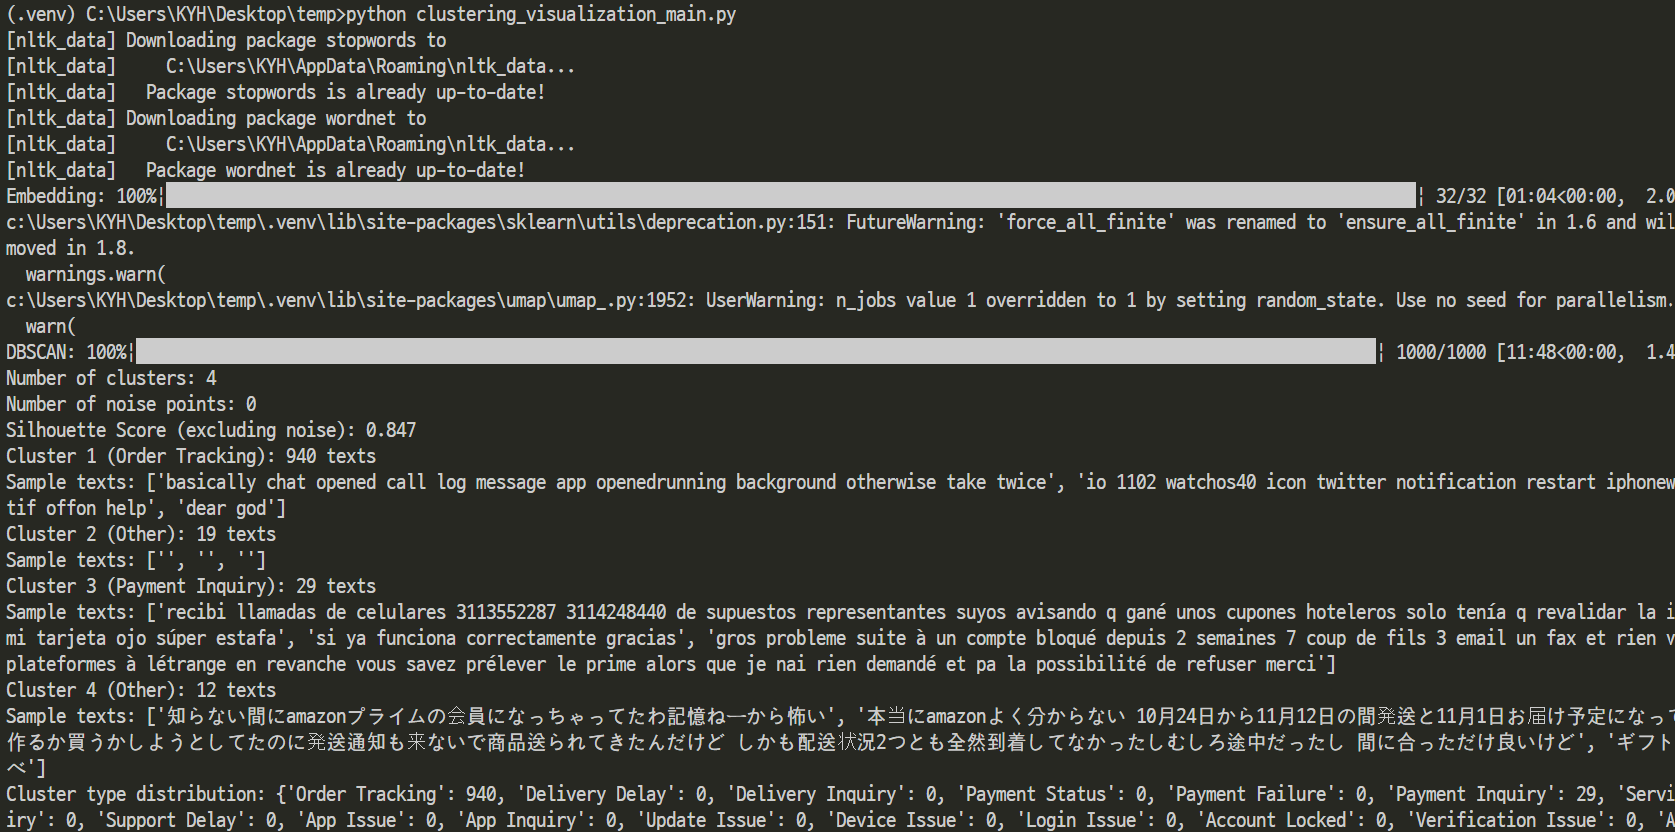 (.venv) C:\Users\KYH\Desktop\temp>python clustering_visualization_main.py
[nltk_data] Downloading package stopwords to
[nltk_data]     C:\Users\KYH\AppData\Roaming\nltk_data...
[nltk_data]   Package stopwords is already up-to-date!
[nltk_data] Downloading package wordnet to
[nltk_data]     C:\Users\KYH\AppData\Roaming\nltk_data...
[nltk_data]   Package wordnet is already up-to-date!
Embedding: 100%|                    | 32/32 [01:04<00:00,  2.0
c:\Users\KYH\Desktop\temp\.venv\lib\site-packages\sklearn\utils\deprecation.py:151: FutureWarning: 'force_all_finite' was renamed to 'ensure_all_finite' in 1.6 and wil
moved in 1.8.
  warnings.warn(
c:\Users\KYH\Desktop\temp\.venv\lib\site-packages\umap\umap_.py:1952: UserWarning: n_jobs value 1 overridden to 1 by setting random_state. Use no seed for parallelism.
  warn(
DBSCAN: 100%|                    | 1000/1000 [11:48<00:00,  1.4
Number of clusters: 4
Number of noise points: 0
Silhouette Score (excluding noise): 0.847
Cluster 1 (Order Tracking): 940 texts
Sample texts: ['basically chat opened call log message app openedrunning background otherwise take twice', 'io 1102 watchos40 icon twitter notification restart iphonew
tif offon help', 'dear god']
Cluster 2 (Other): 19 texts
Sample texts: ['', '', '']
Cluster 3 (Payment Inquiry): 29 texts
Sample texts: ['recibi llamadas de celulares 3113552287 3114248440 de supuestos representantes suyos avisando q gané unos cupones hoteleros solo tenía q revalidar la i
mi tarjeta ojo súper estafa', 'si ya funciona correctamente gracias', 'gros probleme suite à un compte bloqué depuis 2 semaines 7 coup de fils 3 email un fax et rien v
plateformes à létrange en revanche vous savez prélever le prime alors que je nai rien demandé et pa la possibilité de refuser merci']
Cluster 4 (Other): 12 texts
Sample texts: ['知らない間にamazonプライムの会員になっちゃってたわ記憶ねーから怖い', '本当にamazonよく分からない 10月24日から11月12日の間発送と11月1日お届け予定になって
作るか買うかしようとしてたのに発送通知も来ないで商品送られてきたんだけど しかも配送状況2つとも全然到着してなかったしむしろ途中だったし 間に合っただけ良いけど', 'ギフト
べ']
Cluster type distribution: {'Order Tracking': 940, 'Delivery Delay': 0, 'Delivery Inquiry': 0, 'Payment Status': 0, 'Payment Failure': 0, 'Payment Inquiry': 29, 'Servi
iry': 0, 'Support Delay': 0, 'App Issue': 0, 'App Inquiry': 0, 'Update Issue': 0, 'Device Issue': 0, 'Login Issue': 0, 'Account Locked': 0, 'Verification Issue': 0, 'A